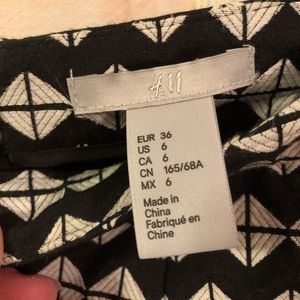 H&M
EUR 36
US 6
CA 6
CN 165/68A
MX 6
Made in
China
Fabriqué en
Chine